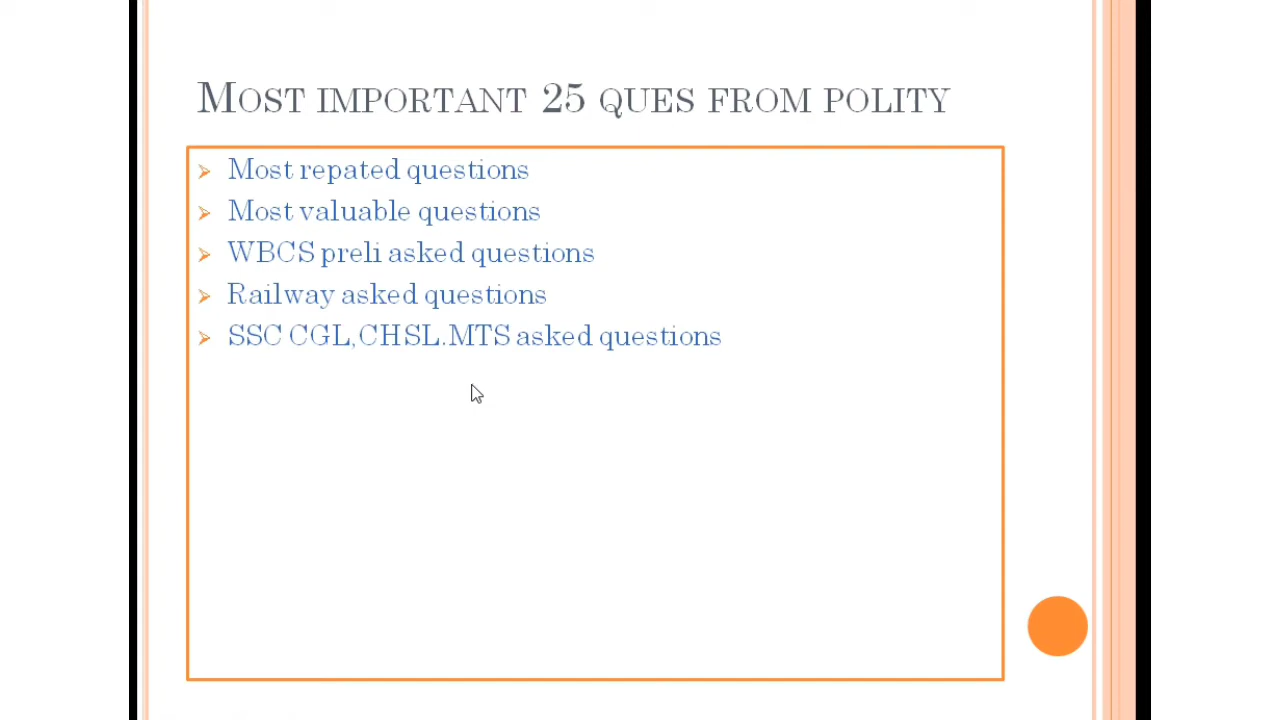 Most important 25 ques from polity
Most repated questions
Most valuable questions
WBCS preli asked questions
Railway asked questions
SSC CGL,CHSL.MTS asked questions